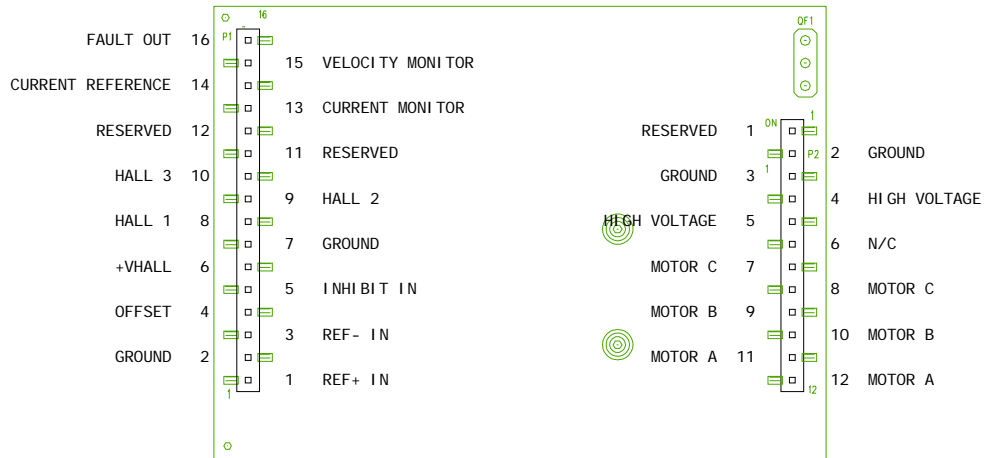 16 QF1
FAULT OUT 16 P1
15 VELOCITY MONITOR
CURRENT REFERENCE 14
13 CURRENT MONITOR
RESERVED 12
11 RESERVED
HALL 3 10
9 HALL 2
HALL 1 8
7 GROUND
+VHALL 6
5 INHIBIT IN
OFFSET 4
3 REF- IN
GROUND 2
1 REF+ IN
1
ON 1
RESERVED 1
P2 2 GROUND
1
GROUND 3
4 HIGH VOLTAGE
HIGH VOLTAGE 5
6 N/C
MOTOR C 7
8 MOTOR C
MOTOR B 9
10 MOTOR B
MOTOR A 11
12 MOTOR A
12